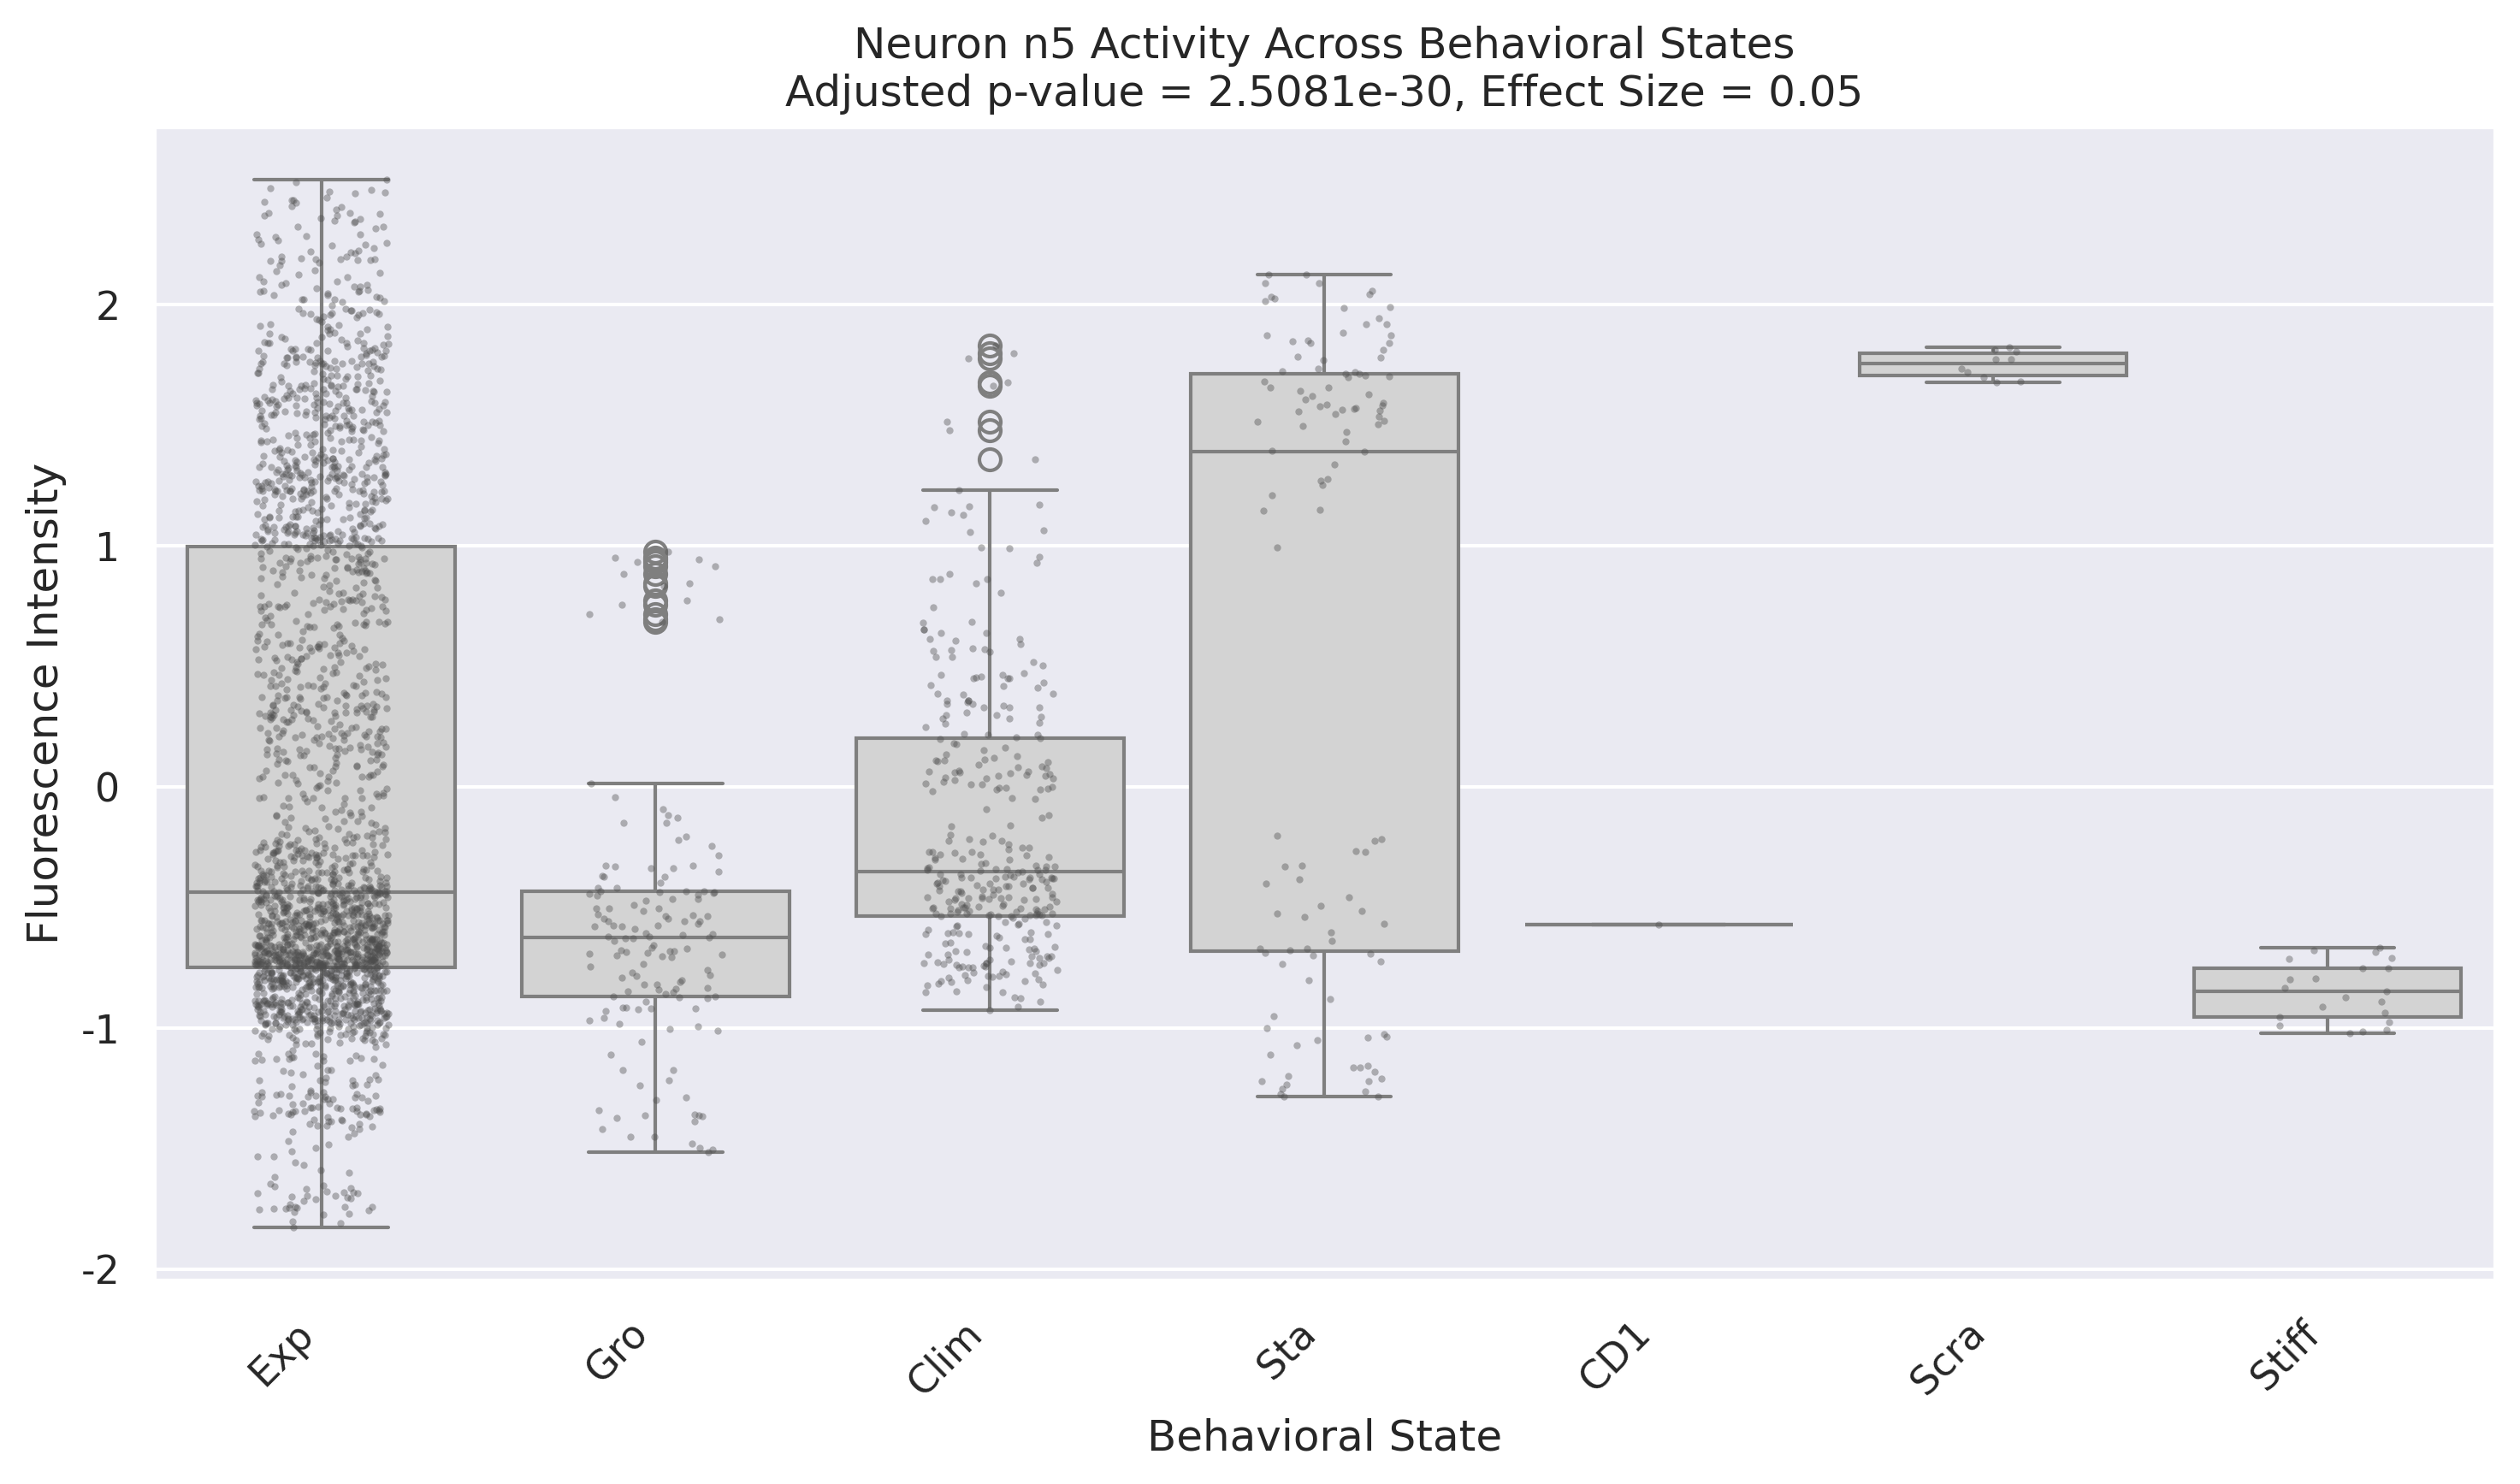 Neuron n5 Activity Across Behavioral States
Adjusted p-value = 2.5081e-30, Effect Size = 0.05
Fluorescence Intensity
2
1
0
-1
-2
Exp
Gro
Clim
Sta
CD1
Scra
Stiff
Behavioral State